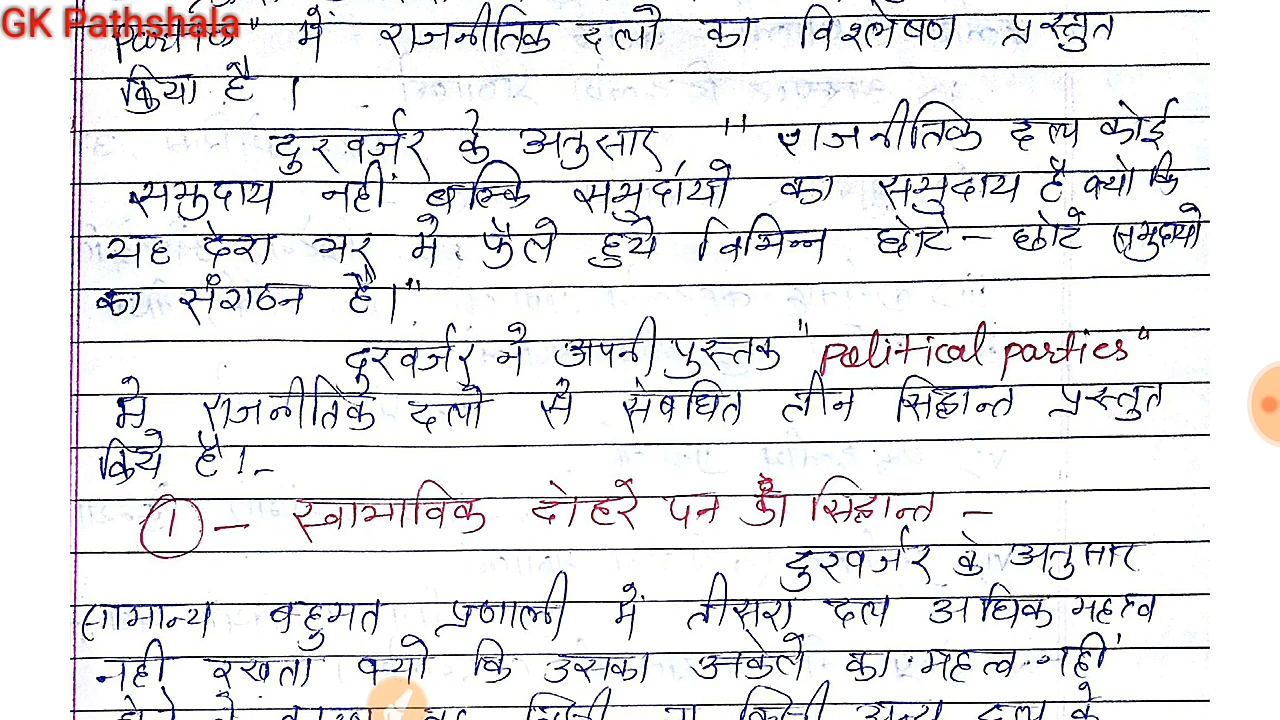 GK Pathshala
में राजनीतिक दलो का विश्लेषण प्रस्तुत
किया है ।
दुरवर्जर के अनुसार " राजनीतिक दल कोई
समुदाय नहीं बल्कि समुर्दायो का समुदाय है क्यो कि
यह देश भर मे फैले हुये विभिन्न छोटे - छोटे समुदायो
का संगठन है।"
दुरवर्जर ने अपनी पुस्तक "political parties"
मे राजनीतिक दलो से संबधित तीन सिद्धान्त प्रस्तुत
किये है।-
① - स्वाभाविक दोहरे पन का सिद्धान्त -
दुरवर्जर के अनुसार
सामान्य बहुमत प्रणाली में तीसरा दल अधिक महत्व
नही रखता क्यो कि उसका अकेले का महत्व नहीं